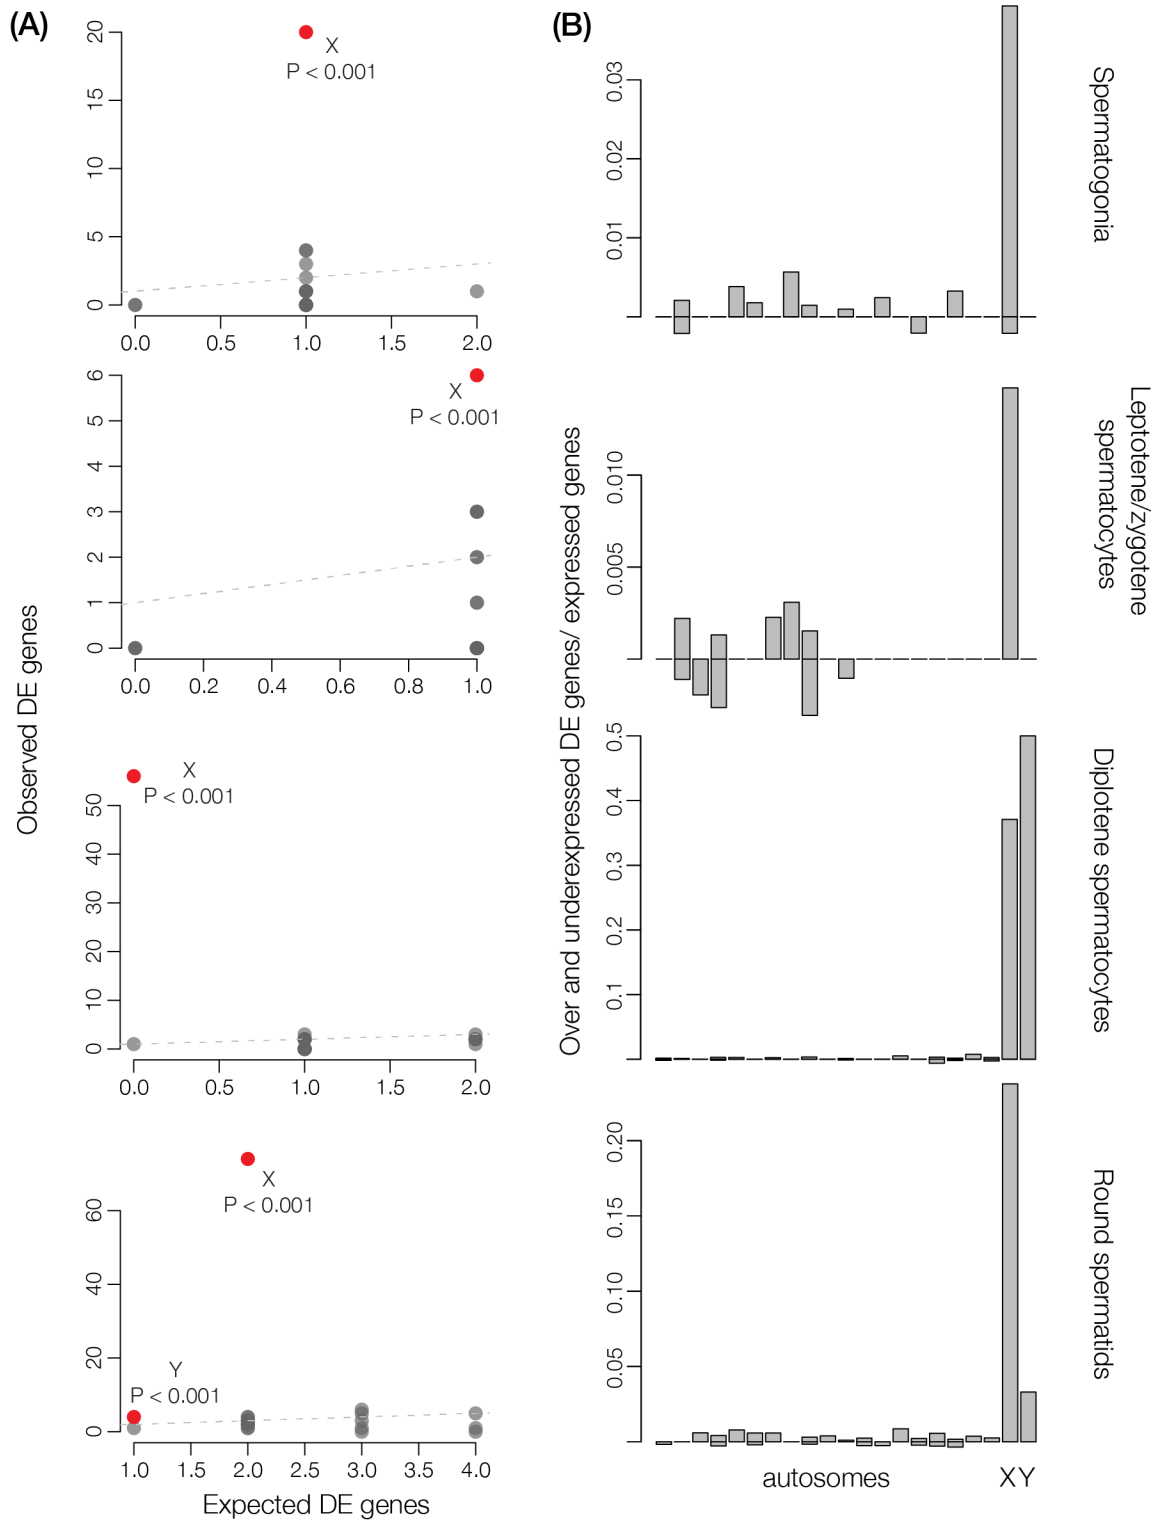 (A)
20
15
10
5
0
0.0 0.5 1.0 1.5 2.0
X
P < 0.001
6
5
4
3
2
1
0
0.0 0.2 0.4 0.6 0.8 1.0
X
P < 0.001
50
40
30
20
10
0
0.0 0.5 1.0 1.5 2.0
X
P < 0.001
60
40
20
0
1.0 1.5 2.0 2.5 3.0 3.5 4.0
X
P < 0.001
Y
P < 0.001
Observed DE genes
Expected DE genes
(B)
0.03
0.02
0.01
Spermatogonia
0.010
0.005
Leptotene/zygotene
spermatocytes
0.5
0.4
0.3
0.2
0.1
Diplotene spermatocytes
0.20
0.15
0.10
0.05
Round spermatids
Over and underexpressed DE genes/ expressed genes
autosomes
X Y